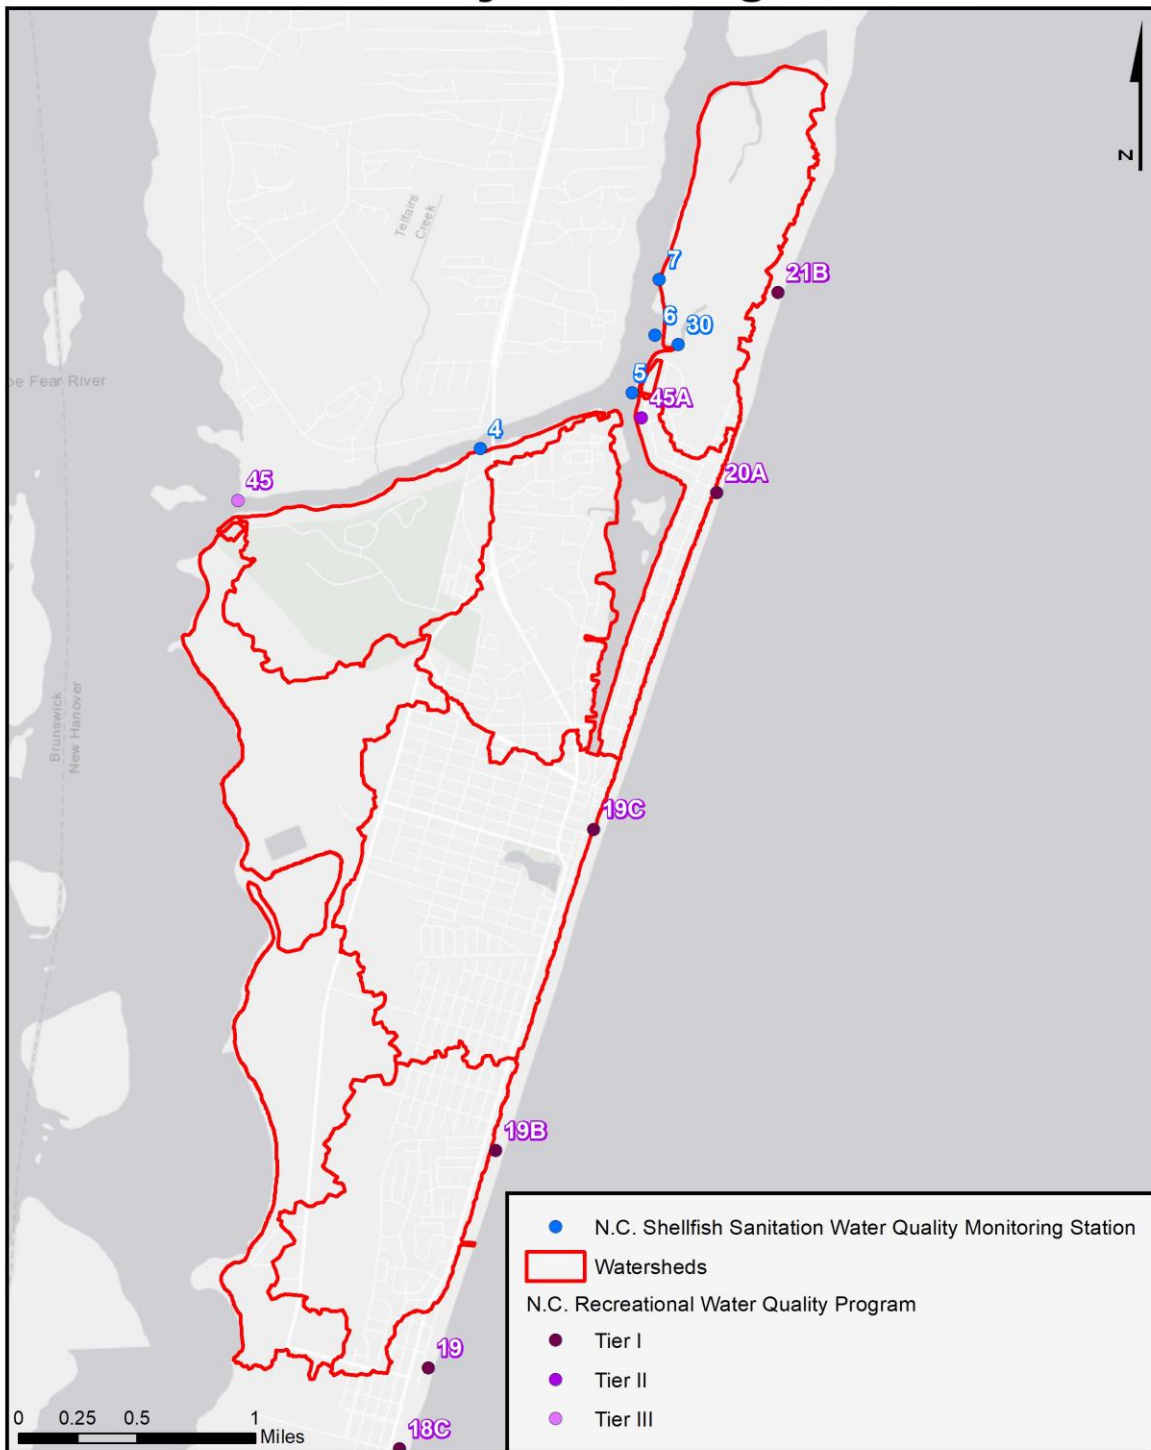 N
Telfairs
Creek
7
21B
6
30
5
45A
4
45
20A
Brunswick
New Hanover
19C
19B
19
18C
Fear River
N.C. Shellfish Sanitation Water Quality Monitoring Station
Watersheds
N.C. Recreational Water Quality Program
Tier I
Tier II
Tier III
0 0.25 0.5 1
Miles